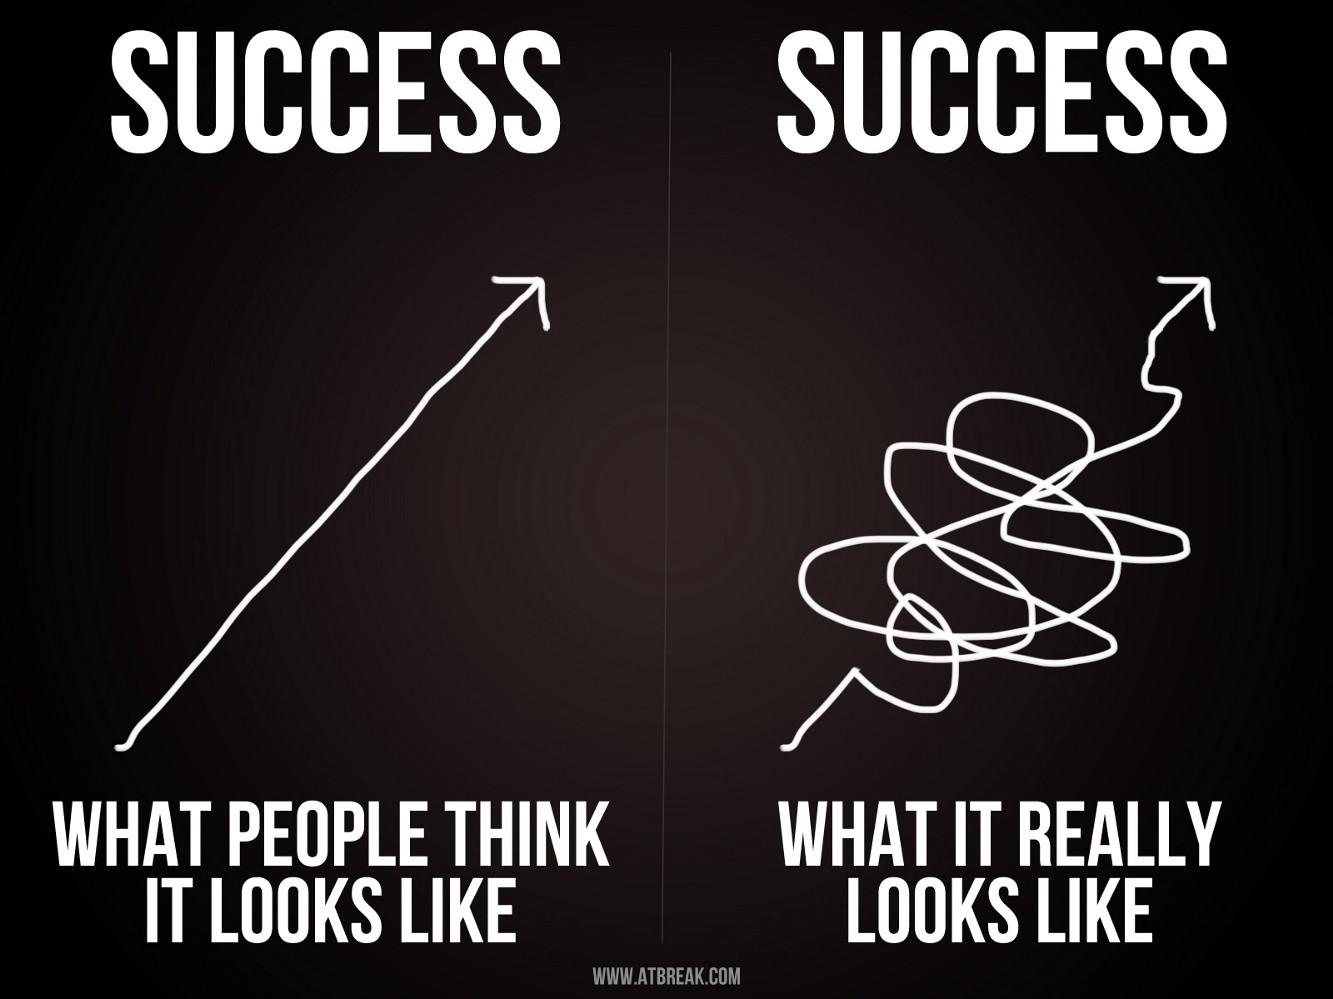 SUCCESS
WHAT PEOPLE THINK
IT LOOKS LIKE
SUCCESS
WHAT IT REALLY
LOOKS LIKE
WWW.ATBREAK.COM